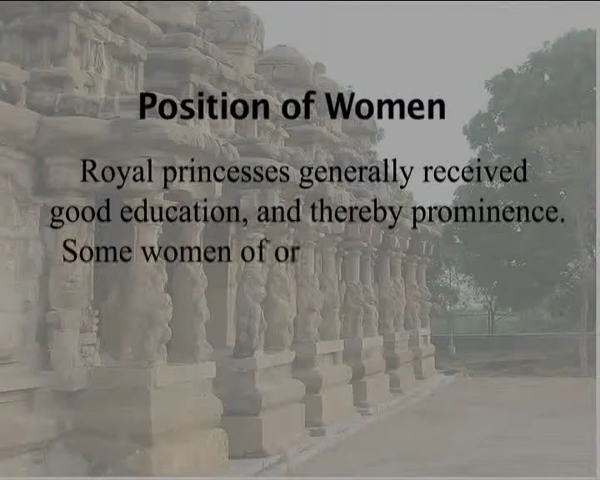 Position of Women
Royal princesses generally received
good education, and thereby prominence.
Some women of or